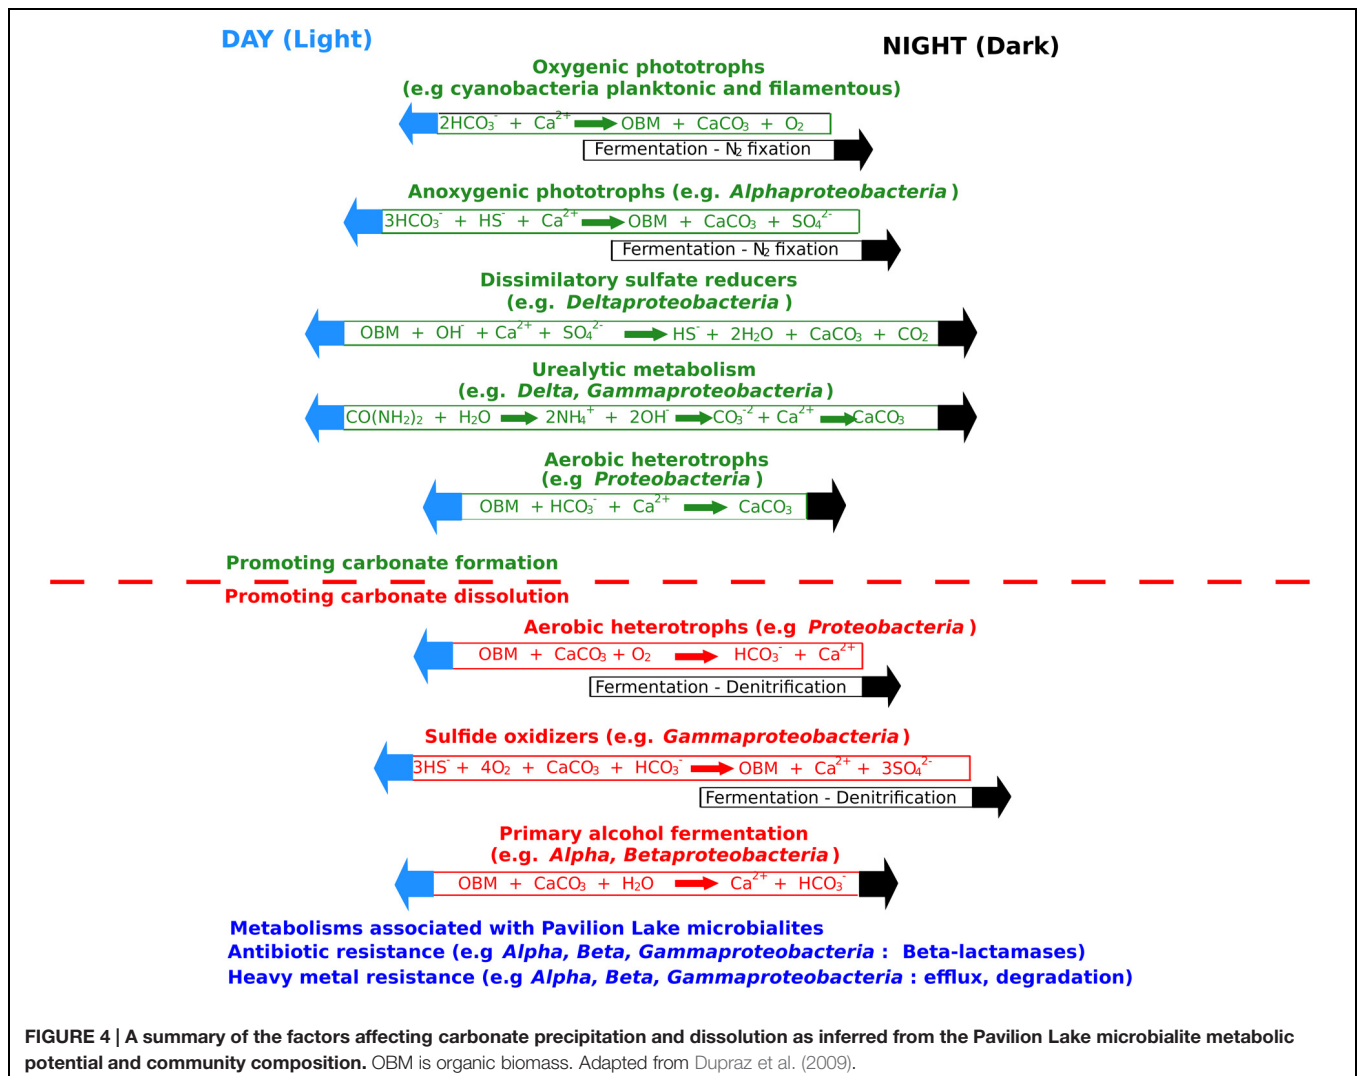 DAY (Light)
NIGHT (Dark)
Oxygenic phototrophs
(e.g cyanobacteria planktonic and filamentous)
2HCO₃⁻ + Ca²⁺ → OBM + CaCO₃ + O₂
Fermentation - N₂ fixation
Anoxygenic phototrophs (e.g. Alphaproteobacteria)
3HCO₃⁻ + HS⁻ + Ca²⁺ → OBM + CaCO₃ + SO₄²⁻
Fermentation - N₂ fixation
Dissimilatory sulfate reducers
(e.g. Deltaproteobacteria)
OBM + OH⁻ + Ca²⁺ + SO₄²⁻ → HS⁻ + 2H₂O + CaCO₃ + CO₂
Urealytic metabolism
(e.g. Delta, Gammaproteobacteria)
CO(NH₂)₂ + H₂O → 2NH₄⁺ + 2OH⁻ → CO₃⁻² + Ca²⁺ → CaCO₃
Aerobic heterotrophs
(e.g Proteobacteria)
OBM + HCO₃⁻ + Ca²⁺ → CaCO₃
Promoting carbonate formation
Promoting carbonate dissolution
Aerobic heterotrophs (e.g Proteobacteria)
OBM + CaCO₃ + O₂ → HCO₃⁻ + Ca²⁺
Fermentation - Denitrification
Sulfide oxidizers (e.g. Gammaproteobacteria)
3HS⁻ + 4O₂ + CaCO₃ + HCO₃⁻ → OBM + Ca²⁺ + 3SO₄²⁻
Fermentation - Denitrification
Primary alcohol fermentation
(e.g. Alpha, Betaproteobacteria)
OBM + CaCO₃ + H₂O → Ca²⁺ + HCO₃⁻
Metabolisms associated with Pavilion Lake microbialites
Antibiotic resistance (e.g Alpha, Beta, Gammaproteobacteria : Beta-lactamases)
Heavy metal resistance (e.g Alpha, Beta, Gammaproteobacteria : efflux, degradation)
FIGURE 4 | A summary of the factors affecting carbonate precipitation and dissolution as inferred from the Pavilion Lake microbialite metabolic
potential and community composition. OBM is organic biomass. Adapted from Dupraz et al. (2009).